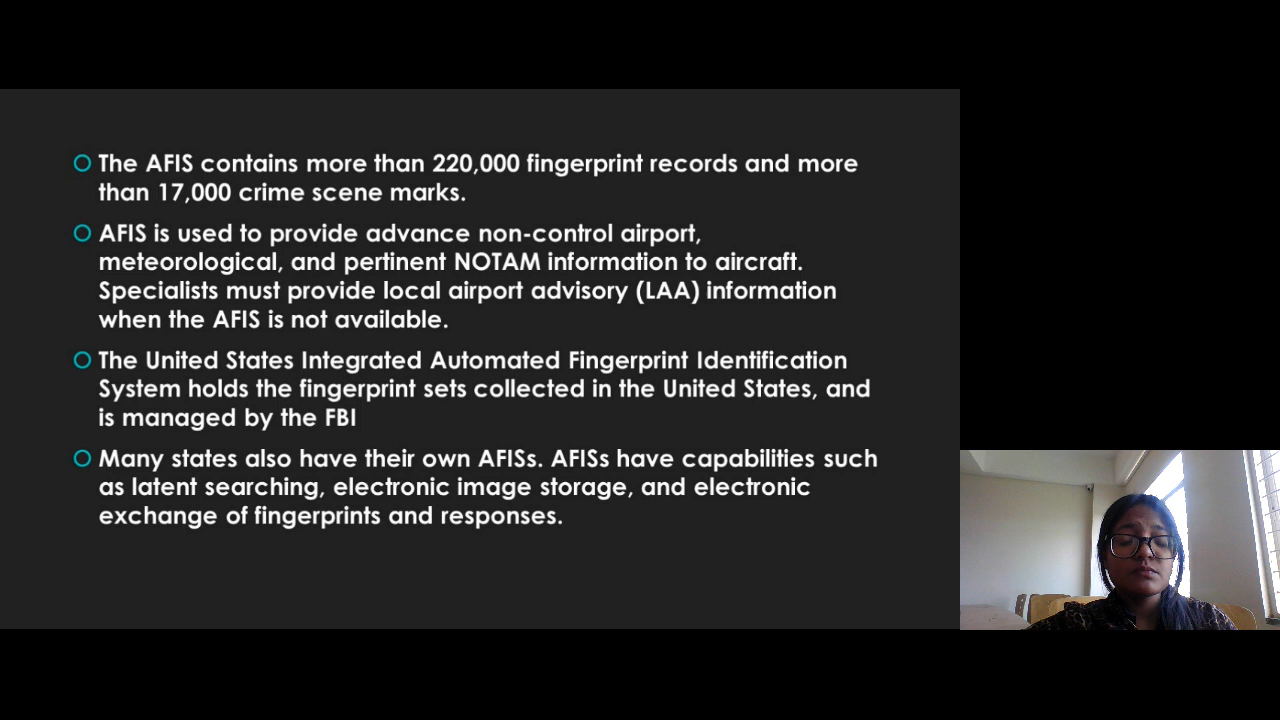 The AFIS contains more than 220,000 fingerprint records and more
than 17,000 crime scene marks.
AFIS is used to provide advance non-control airport,
meteorological, and pertinent NOTAM information to aircraft.
Specialists must provide local airport advisory (LAA) information
when the AFIS is not available.
The United States Integrated Automated Fingerprint Identification
System holds the fingerprint sets collected in the United States, and
is managed by the FBI
Many states also have their own AFISs. AFISs have capabilities such
as latent searching, electronic image storage, and electronic
exchange of fingerprints and responses.